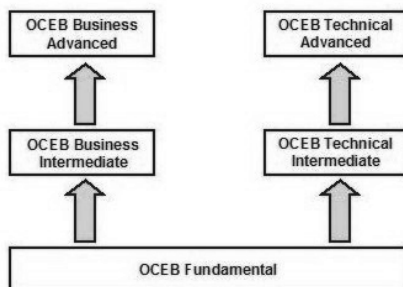 OCEB Business
Advanced
OCEB Technical
Advanced
OCEB Business
Intermediate
OCEB Technical
Intermediate
OCEB Fundamental